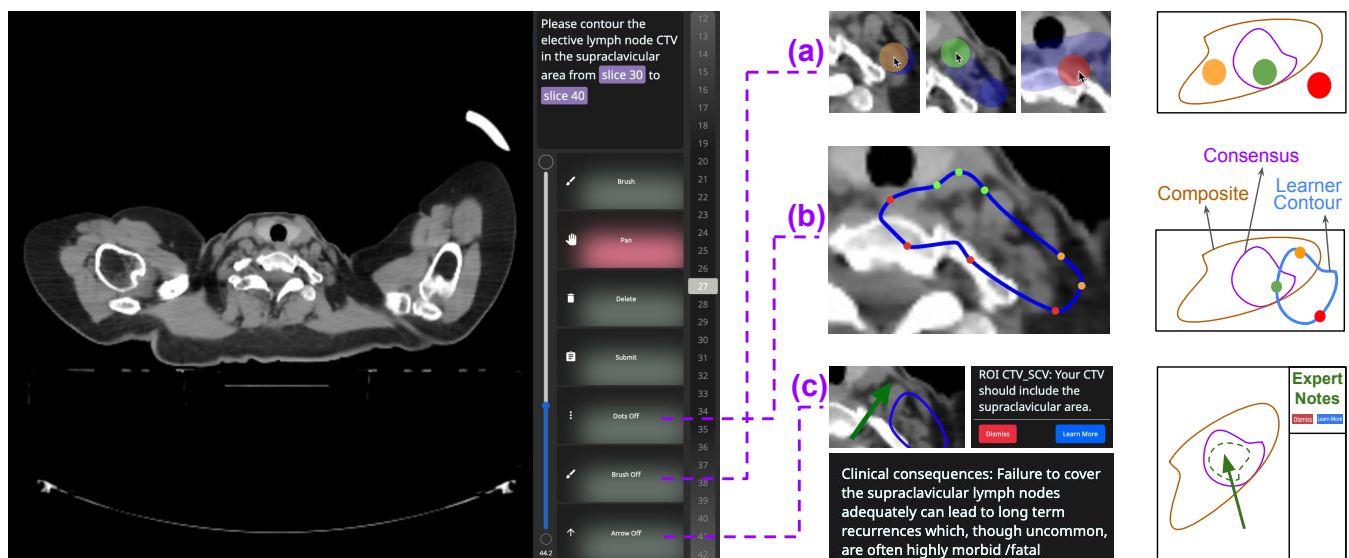 Please contour the
elective lymph node CTV
in the supraclavicular
area from slice 30 to
slice 40
Brush
Pan
Delete
Submit
Dots Off
Brush Off
Arrow Off
44.2
12
13
14
15
16
17
18
19
20
21
22
23
24
25
26
27
28
29
30
31
32
33
34
35
36
37
38
39
40
41
42
(a)
(b)
Consensus
Composite
Learner
Contour
(c)
ROI CTV_SCV: Your CTV
should include the
supraclavicular area.
Dismiss
Learn More
Clinical consequences: Failure to cover
the supraclavicular lymph nodes
adequately can lead to long term
recurrences which, though uncommon,
are often highly morbid /fatal
Expert
Notes
Dismiss
Learn More